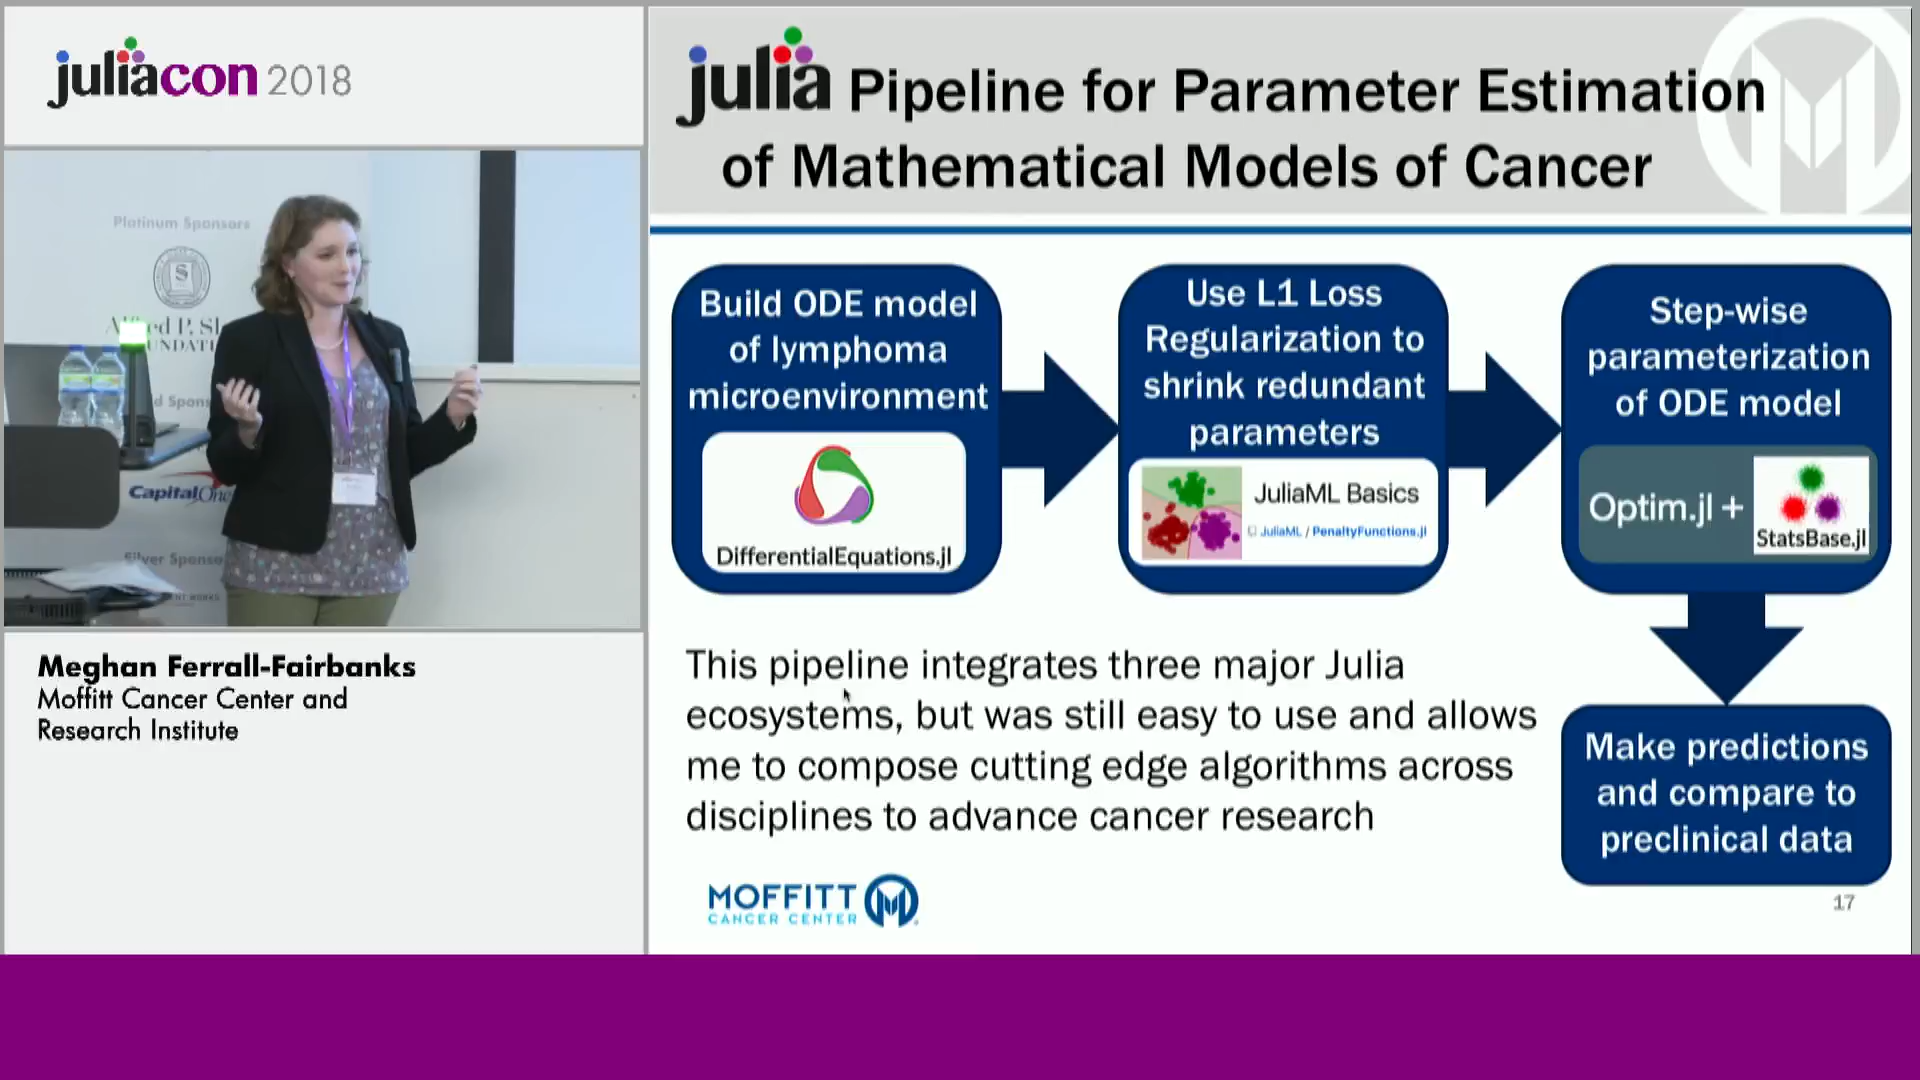 juliacon 2018
Platinum Sponsors
Capital One
Silver Sponso
Meghan Ferrall-Fairbanks
Moffitt Cancer Center and
Research Institute
julia Pipeline for Parameter Estimation
of Mathematical Models of Cancer
Build ODE model
of lymphoma
microenvironment
DifferentialEquations.jl
Use L1 Loss
Regularization to
shrink redundant
parameters
JuliaML Basics
JuliaML / PenaltyFunctions.jl
Step-wise
parameterization
of ODE model
Optim.jl +
StatsBase.jl
Make predictions
and compare to
preclinical data
This pipeline integrates three major Julia
ecosystems, but was still easy to use and allows
me to compose cutting edge algorithms across
disciplines to advance cancer research
MOFFITT
CANCER CENTER
17